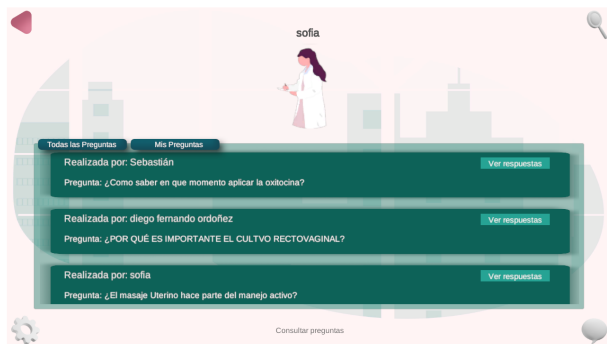 sofia
Todas las Preguntas
Mis Preguntas
Realizada por: Sebastián
Ver respuestas
Pregunta: ¿Como saber en que momento aplicar la oxitocina?
Realizada por: diego fernando ordoñez
Ver respuestas
Pregunta: ¿POR QUÉ ES IMPORTANTE EL CULTVO RECTOVAGINAL?
Realizada por: sofia
Ver respuestas
Pregunta: ¿El masaje Uterino hace parte del manejo activo?
Consultar preguntas